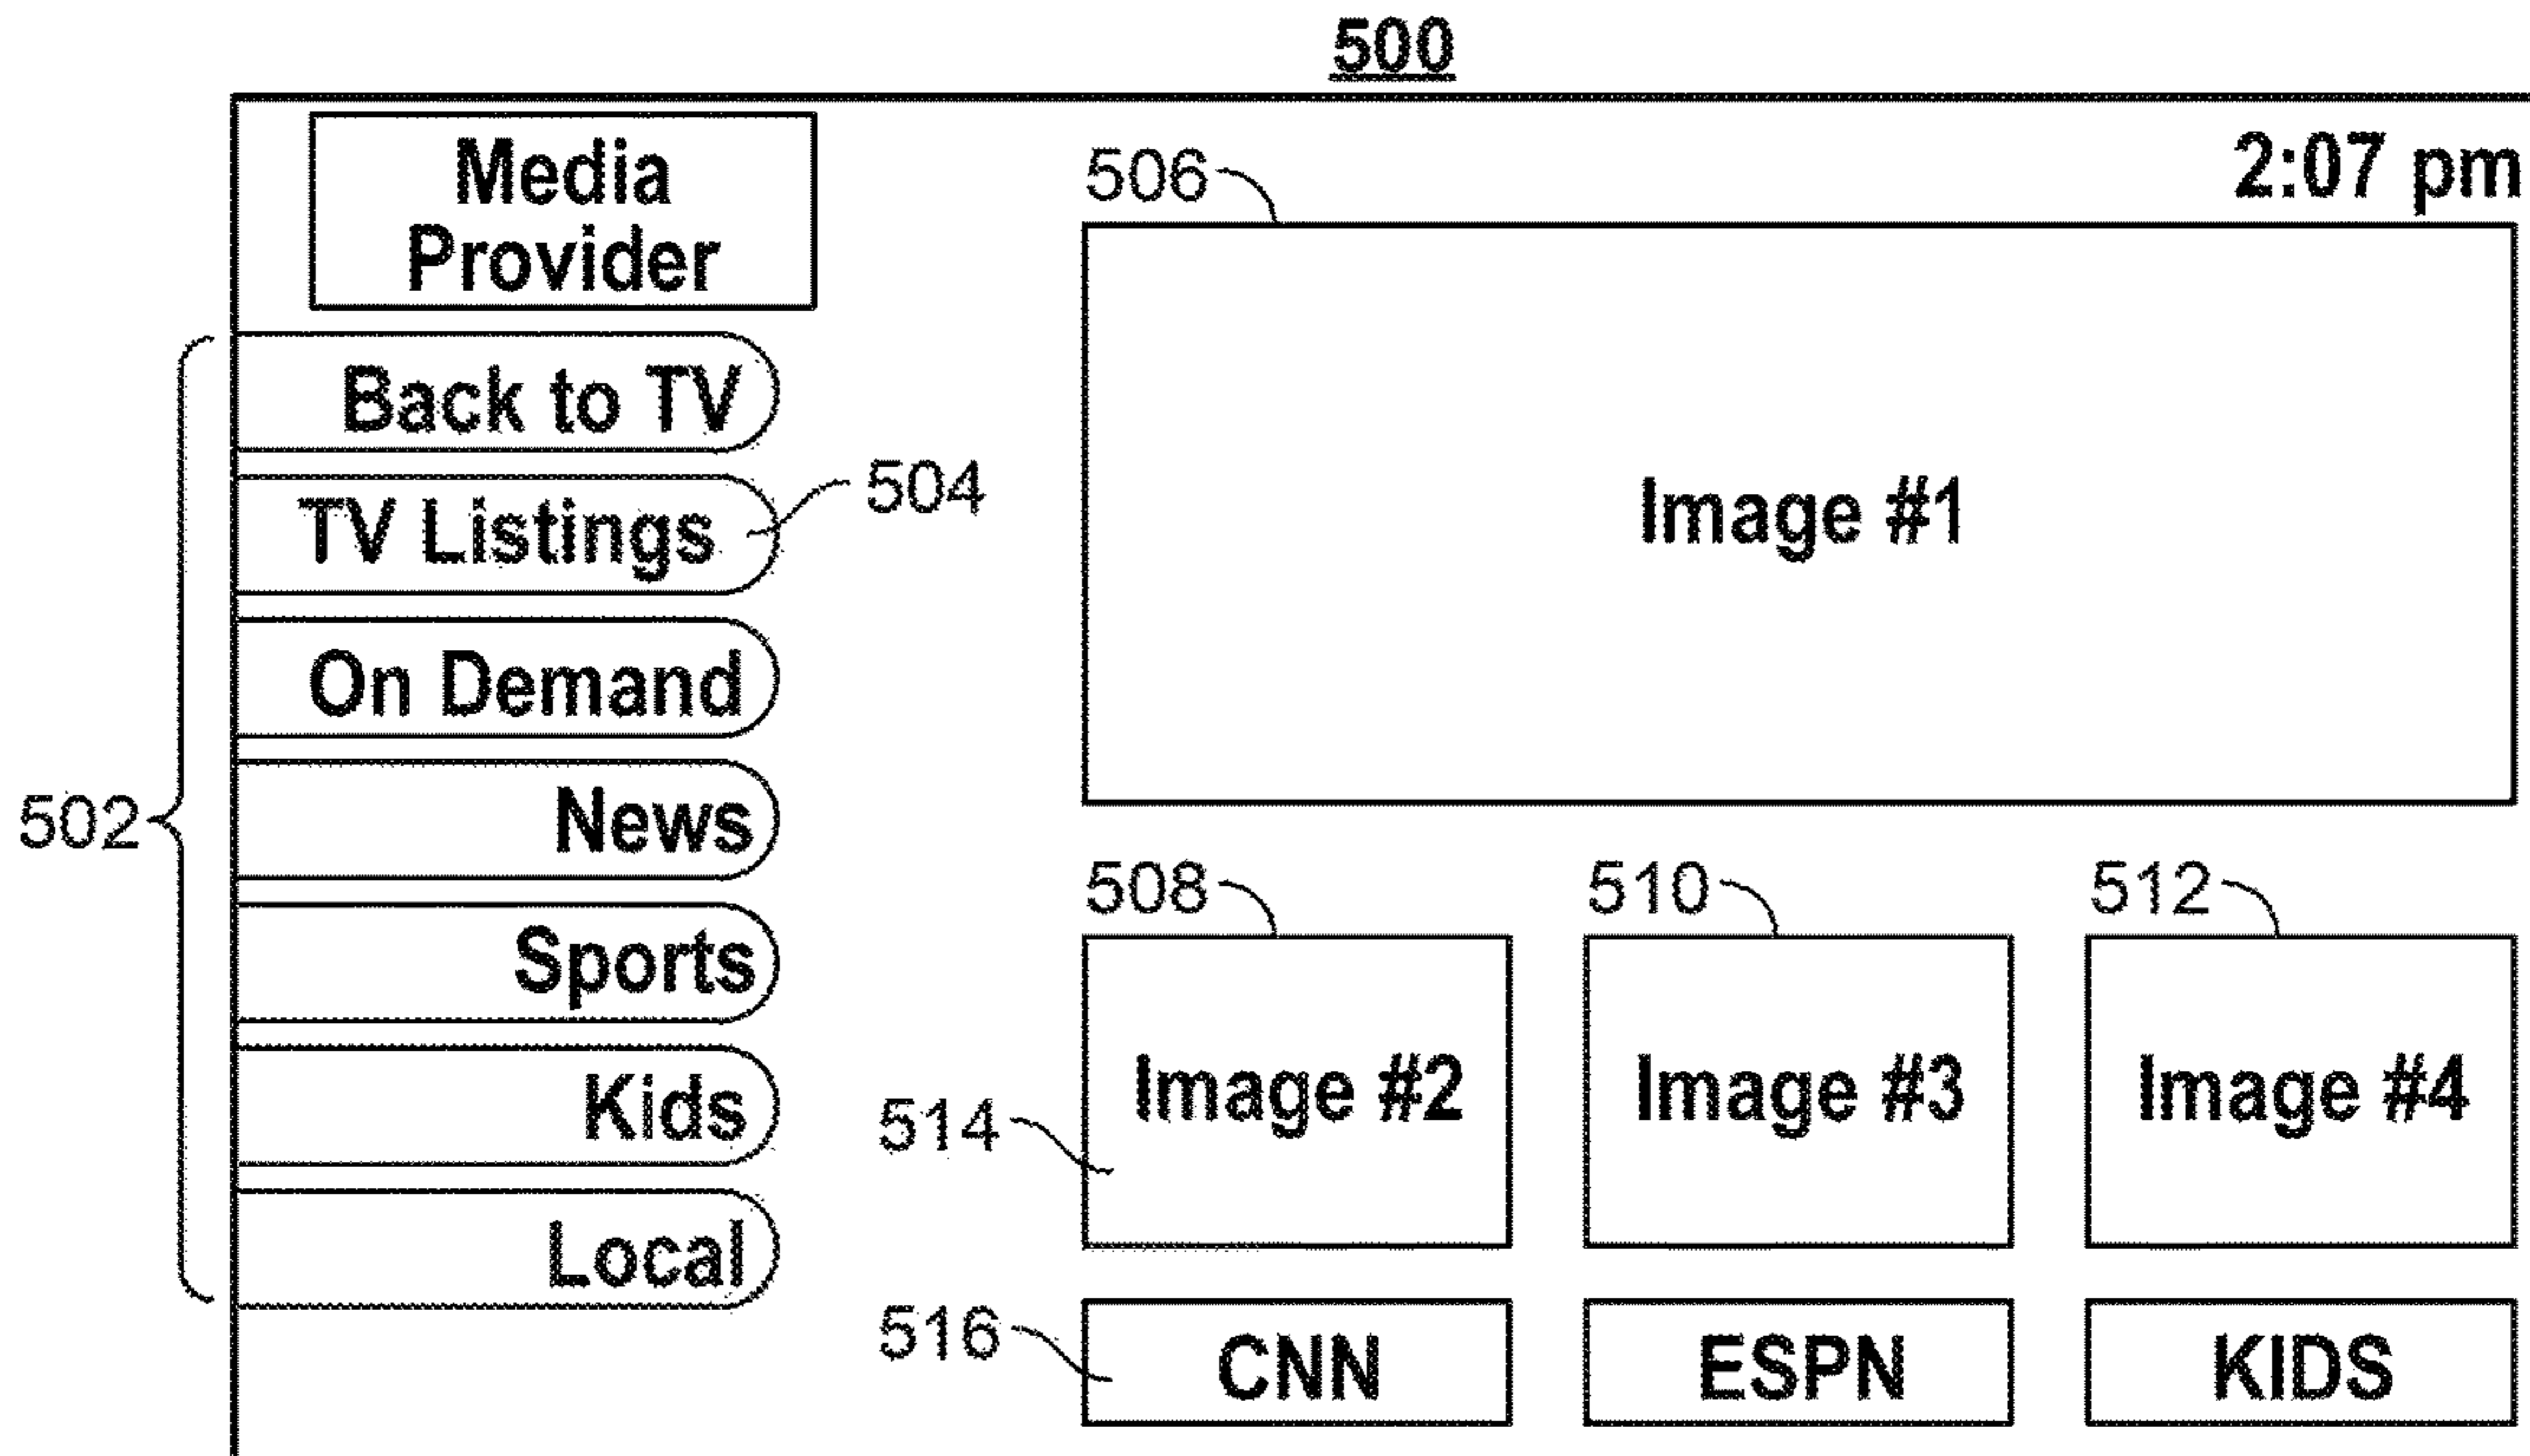 500
Media
Provider
2:07 pm
506
Back to TV
TV Listings
504
Image #1
On Demand
News
502
508
510
512
Sports
Kids
Local
Image #2
Image #3
Image #4
514
516
CNN
ESPN
KIDS